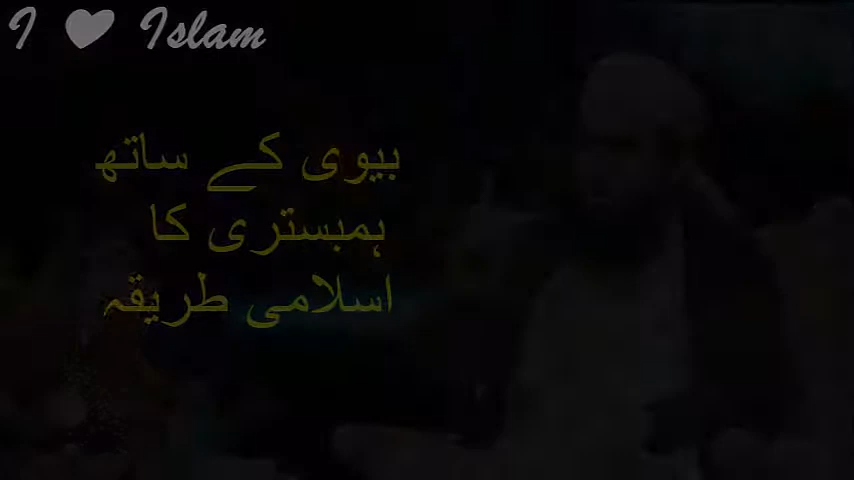 I ♥ Islam
بیوی کے ساتھ
ہمبستری کا
اسلامی طریقہ